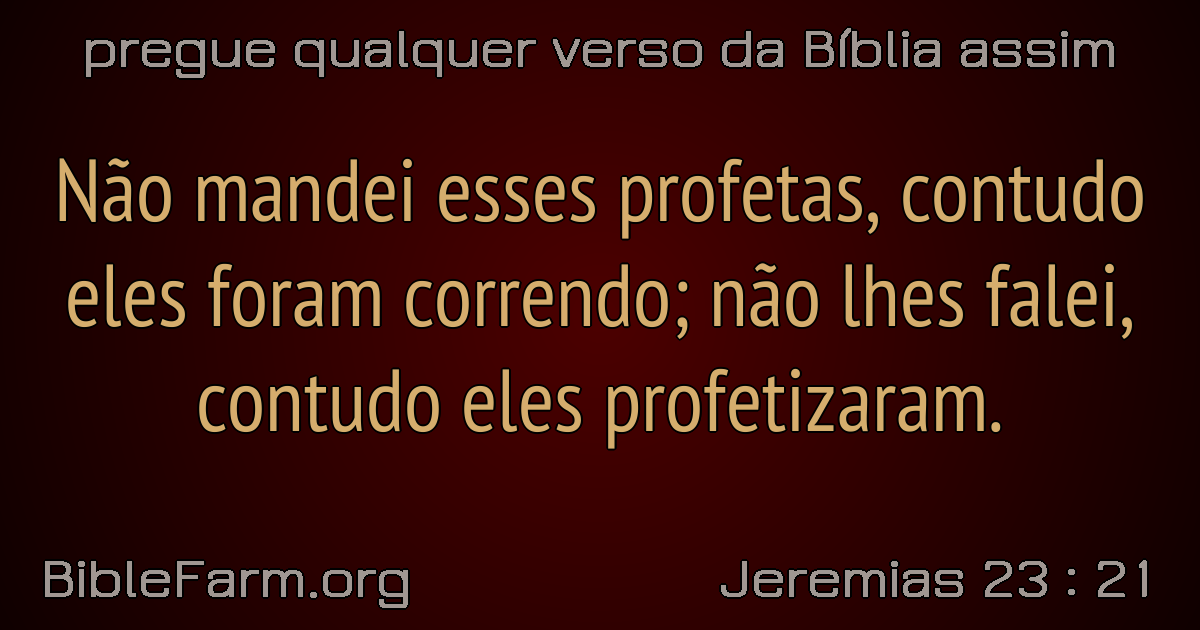 pregue qualquer verso da Bíblia assim
Não mandei esses profetas, contudo
eles foram correndo; não lhes falei,
contudo eles profetizaram.
BibleFarm.org
Jeremias 23 : 21